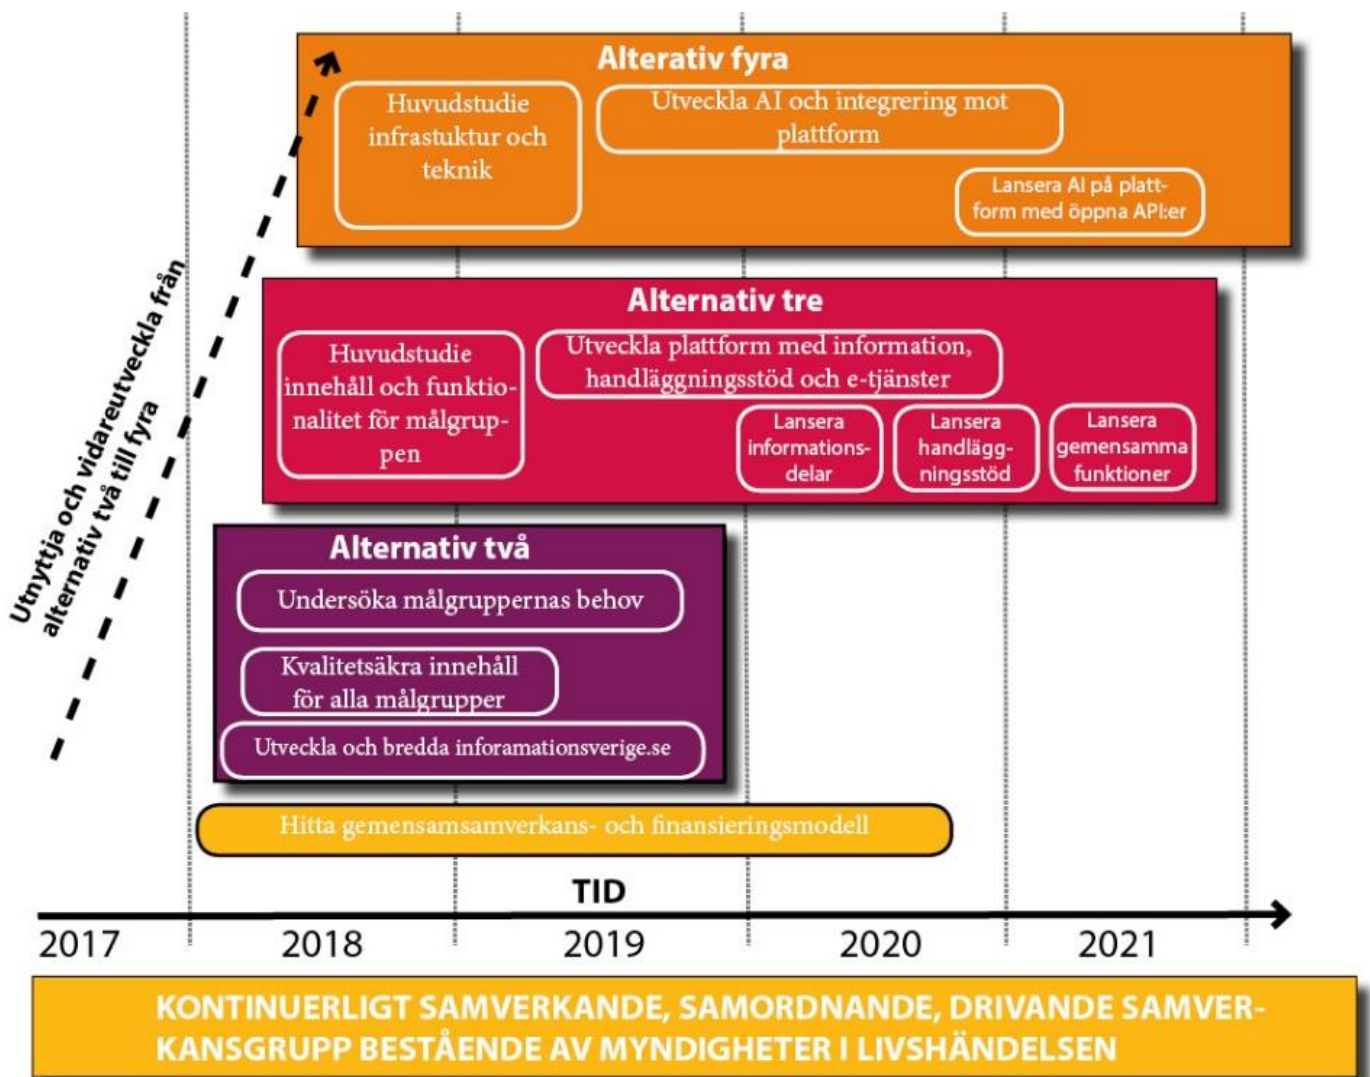 Alterativ fyra
Huvudstudie
infrastuktur och
teknik
Utveckla AI och integrering mot
plattform
Lansera AI på platt-
form med öppna API:er
Utnyttja och vidareutveckla från
alternativ två till fyra
Alternativ tre
Huvudstudie
innehåll och funktio-
nalitet för målgrup-
pen
Utveckla plattform med information,
handläggningsstöd och e-tjänster
Lansera
informations-
delar
Lansera
handlägg-
ningsstöd
Lansera
gemensamma
funktioner
Alternativ två
Undersöka målgruppernas behov
Kvalitetsäkra innehåll
för alla målgrupper
Utveckla och bredda inforamationsverige.se
Hitta gemensamsamverkans- och finansieringsmodell
TID
2017 2018 2019 2020 2021
KONTINUERLIGT SAMVERKANDE, SAMORDNANDE, DRIVANDE SAMVER-
KANSGRUPP BESTÅENDE AV MYNDIGHETER I LIVSHÄNDELSEN